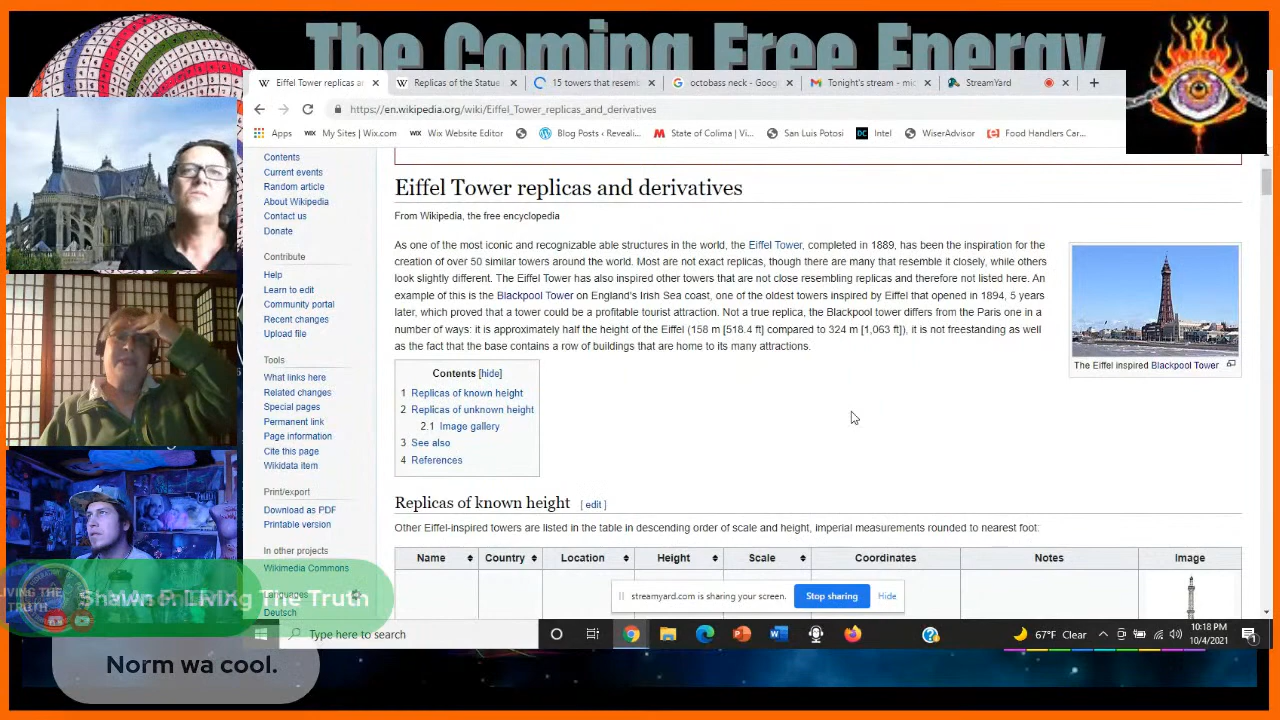 The Coming Free Energy
Eiffel Tower replicas an
Replicas of the Statue
15 towers that resem
octobass neck - Goog
Tonight's stream - mic
StreamYard
https://en.wikipedia.org/wiki/Eiffel_Tower_replicas_and_derivatives
Apps
My Sites | Wix.com
Wix Website Editor
Blog Posts ‹ Reveali...
State of Colima | Vi...
San Luis Potosi
Intel
WiserAdvisor
Food Handlers Car...
Contents
Current events
Random article
About Wikipedia
Contact us
Donate
Contribute
Help
Learn to edit
Community portal
Recent changes
Upload file
Tools
What links here
Related changes
Special pages
Permanent link
Page information
Cite this page
Wikidata item
Print/export
Download as PDF
Printable version
In other projects
Wikimedia Commons
Languages
Deutsch
Eiffel Tower replicas and derivatives
From Wikipedia, the free encyclopedia
As one of the most iconic and recognizable able structures in the world, the Eiffel Tower, completed in 1889, has been the inspiration for the
creation of over 50 similar towers around the world. Most are not exact replicas, though there are many that resemble it closely, while others
look slightly different. The Eiffel Tower has also inspired other towers that are not close resembling replicas and therefore not listed here. An
example of this is the Blackpool Tower on England's Irish Sea coast, one of the oldest towers inspired by Eiffel that opened in 1894, 5 years
later, which proved that a tower could be a profitable tourist attraction. Not a true replica, the Blackpool tower differs from the Paris one in a
number of ways: it is approximately half the height of the Eiffel (158 m [518.4 ft] compared to 324 m [1,063 ft]), it is not freestanding as well
as the fact that the base contains a row of buildings that are home to its many attractions.
The Eiffel inspired Blackpool Tower
Contents [hide]
1 Replicas of known height
2 Replicas of unknown height
2.1 Image gallery
3 See also
4 References
Replicas of known height [ edit ]
Other Eiffel-inspired towers are listed in the table in descending order of scale and height, imperial measurements rounded to nearest foot:
Name Country Location Height Scale Coordinates Notes Image
streamyard.com is sharing your screen.
Stop sharing
Hide
LIVING THE
TRUTH
The Truth
Norm wa cool.
Type here to search
67°F Clear
10:18 PM
10/4/2021